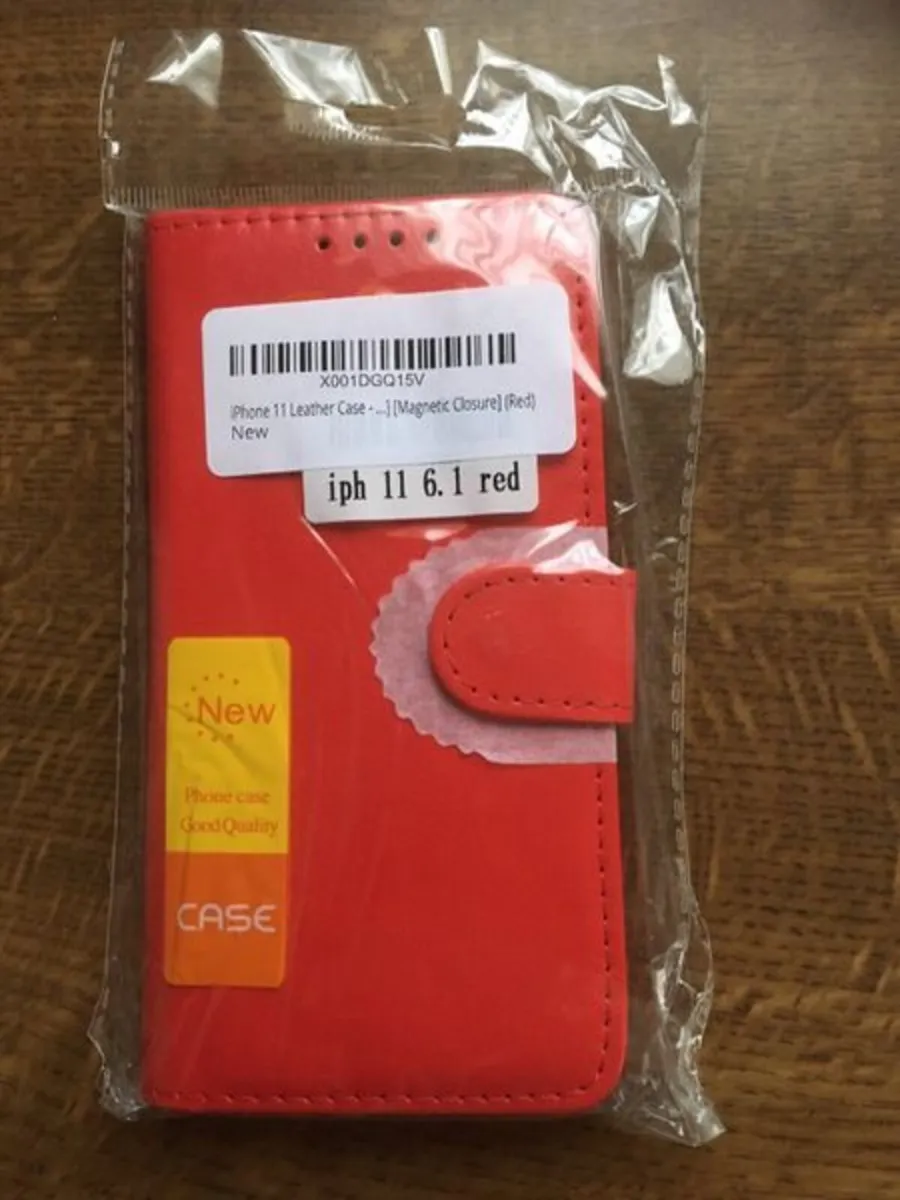 X001DGQ15V
iPhone 11 Leather Case - ...] [Magnetic Closure] (Red)
New
iph 11 6.1 red
New
Phone case
Good Quality
CASE